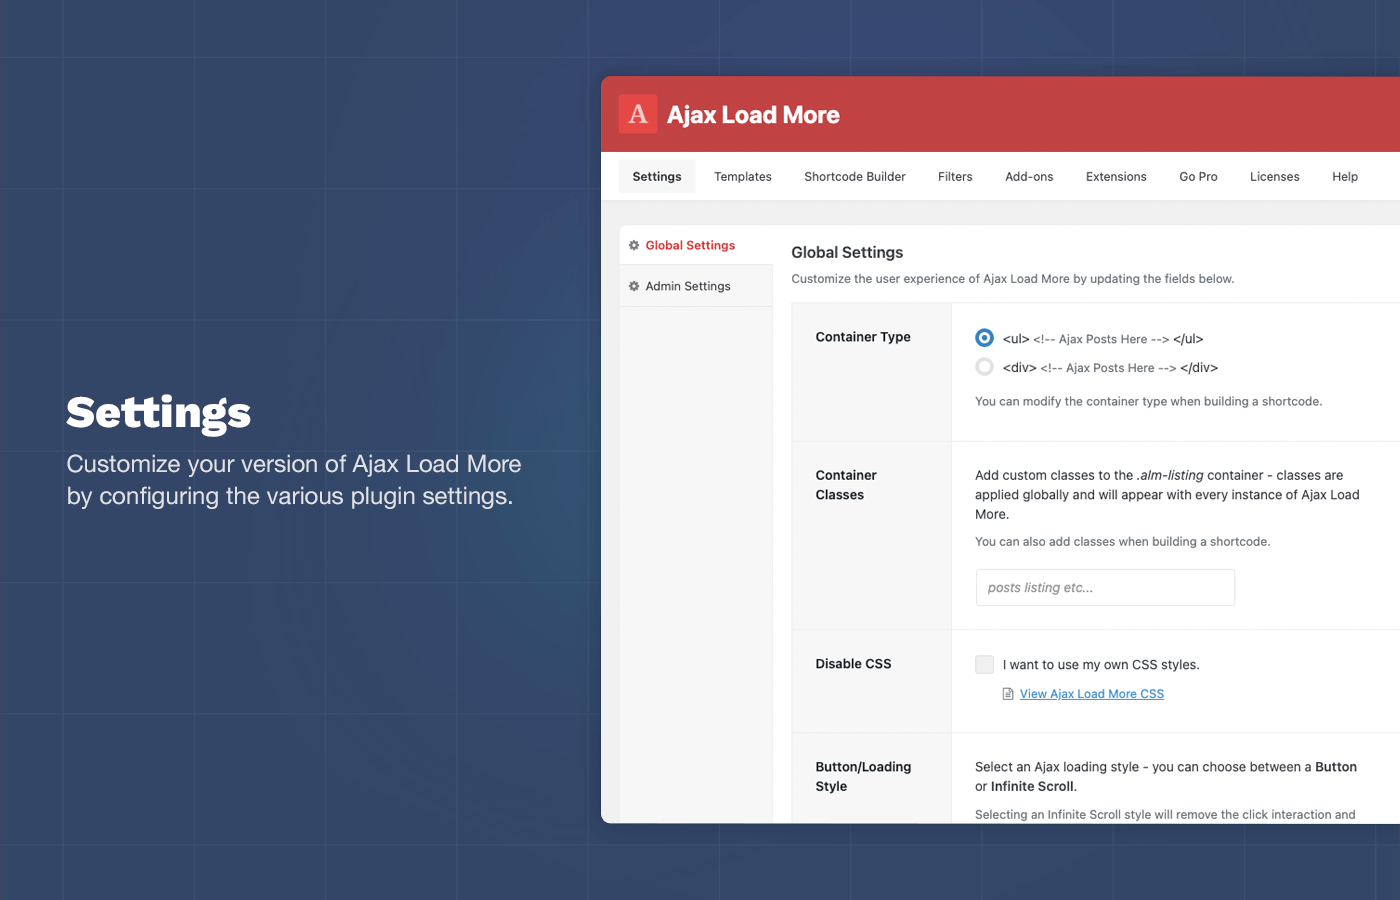 Settings
Customize your version of Ajax Load More
by configuring the various plugin settings.
A Ajax Load More
Settings Templates Shortcode Builder Filters Add-ons Extensions Go Pro Licenses Help
Global Settings
Admin Settings
Global Settings
Customize the user experience of Ajax Load More by updating the fields below.
Container Type
<ul> <!-- Ajax Posts Here --> </ul>
<div> <!-- Ajax Posts Here --> </div>
You can modify the container type when building a shortcode.
Container
Classes
Add custom classes to the .alm-listing container - classes are
applied globally and will appear with every instance of Ajax Load
More.
You can also add classes when building a shortcode.
posts listing etc...
Disable CSS
I want to use my own CSS styles.
View Ajax Load More CSS
Button/Loading
Style
Select an Ajax loading style - you can choose between a Button
or Infinite Scroll.
Selecting an Infinite Scroll style will remove the click interaction and